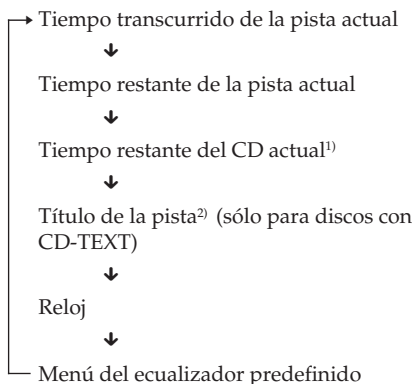 Tiempo transcurrido de la pista actual
Tiempo restante de la pista actual
Tiempo restante del CD actual1)
Título de la pista2) (sólo para discos con
CD-TEXT)
Reloj
Menú del ecualizador predefinido